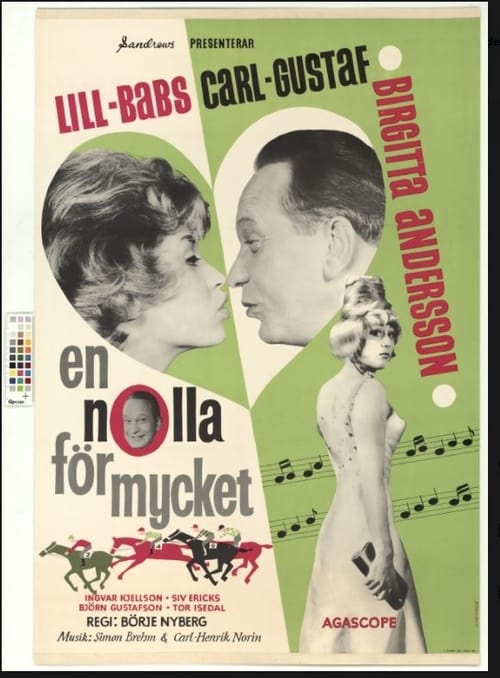 Sandrews PRESENTERAR
LILL-BABS CARL-GUSTAF
BIRGITTA ANDERSSON
en
nolla
för
mycket
INGVAR KJELLSON • SIV ERICKS
BJÖRN GUSTAFSON • TOR ISEDAL
REGI: BÖRJE NYBERG
Musik: Simon Brehm & Carl-Henrik Norin
AGASCOPE